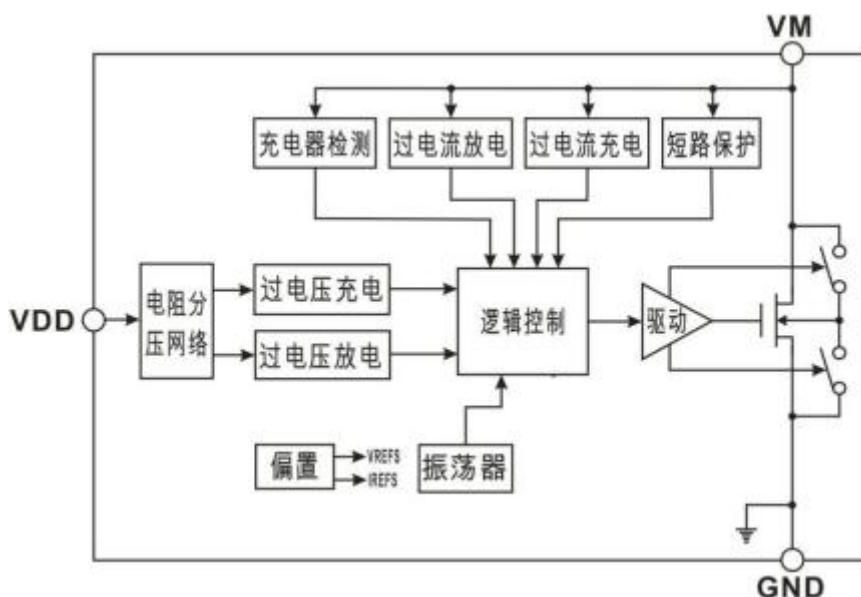 VM
充电器检测
过电流放电
过电流充电
短路保护
VDD
电阻分
压网络
过电压充电
过电压放电
逻辑控制
驱动
偏置
VREFS
IREFS
振荡器
GND